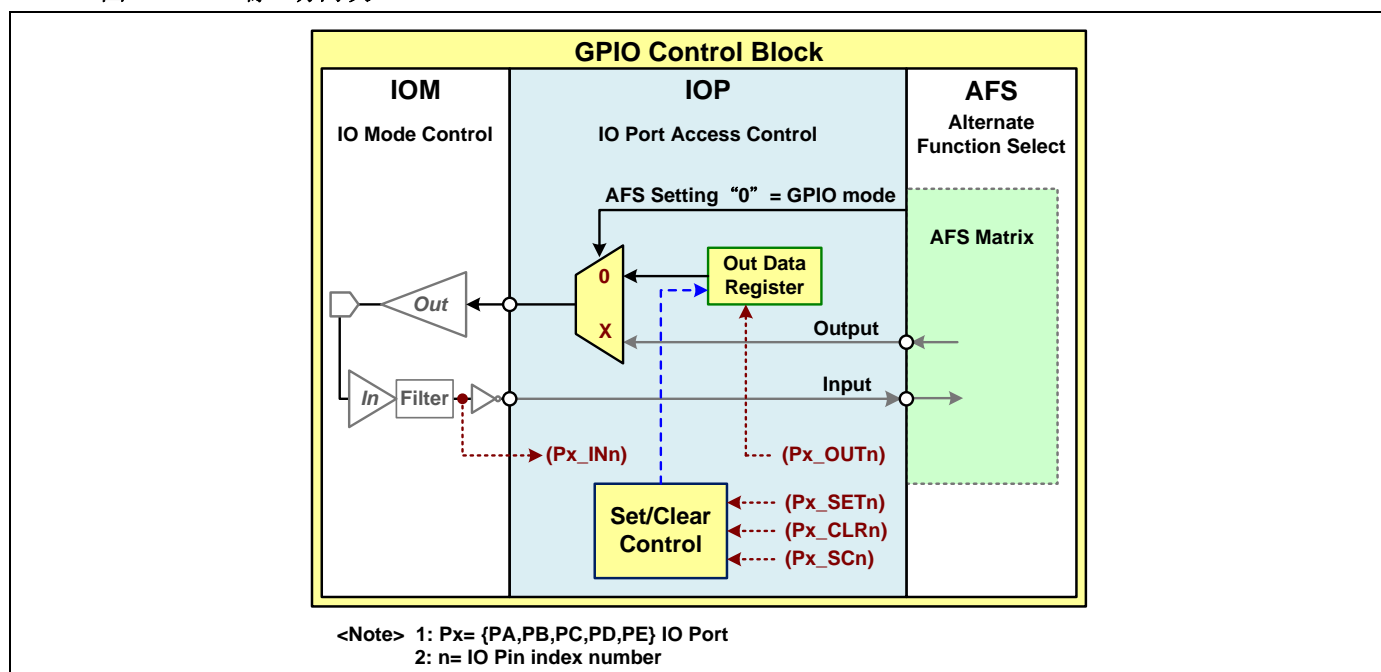 GPIO Control Block
IOM
IO Mode Control
IOP
IO Port Access Control
AFS
Alternate
Function Select
AFS Setting “0” = GPIO mode
AFS Matrix
0
X
Out Data
Register
Out
Output
In
Filter
Input
(Px_INn)
(Px_OUTn)
Set/Clear
Control
(Px_SETn)
(Px_CLRn)
(Px_SCn)
<Note> 1: Px= {PA,PB,PC,PD,PE} IO Port
2: n= IO Pin index number